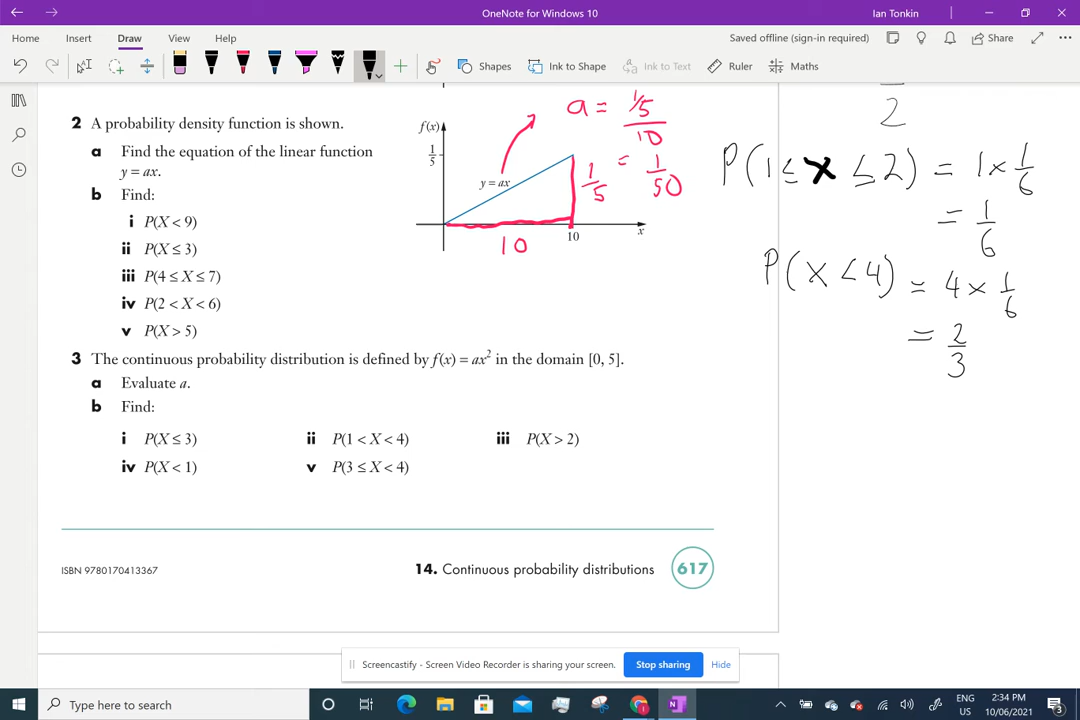 OneNote for Windows 10
Ian Tonkin
Home Insert Draw View Help
Saved offline (sign-in required)
Share
Shapes
Ink to Shape
Ink to Text
Ruler
Maths
2 A probability density function is shown.
a Find the equation of the linear function
y = ax.
b Find:
i P(X < 9)
ii P(X ≤ 3)
iii P(4 ≤ X ≤ 7)
iv P(2 < X < 6)
v P(X > 5)
f(x)
1/5
y = ax
10
x
a = 1/5 / 10
= 1/50
1/5
10
2
P(1 ≤ X ≤ 2) = 1 × 1/6
= 1/6
P(X < 4) = 4 × 1/6
= 2/3
3 The continuous probability distribution is defined by f(x) = ax² in the domain [0, 5].
a Evaluate a.
b Find:
i P(X ≤ 3) ii P(1 < X < 4) iii P(X > 2)
iv P(X < 1) v P(3 ≤ X < 4)
ISBN 9780170413367
14. Continuous probability distributions 617
Screencastify - Screen Video Recorder is sharing your screen.
Stop sharing
Hide
Type here to search
ENG
US
2:34 PM
10/06/2021
3